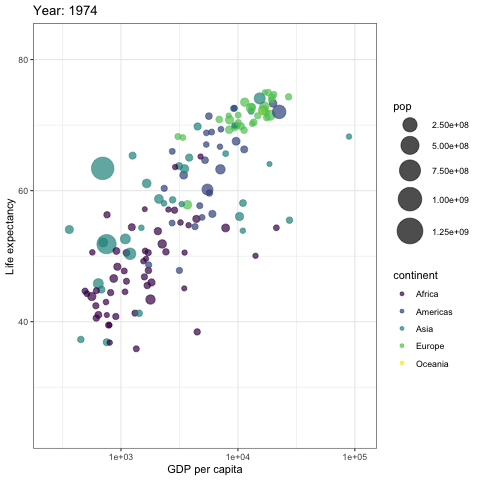 Year: 1974
80
60
40
Life expectancy
1e+03
1e+04
1e+05
GDP per capita
pop
2.50e+08
5.00e+08
7.50e+08
1.00e+09
1.25e+09
continent
Africa
Americas
Asia
Europe
Oceania